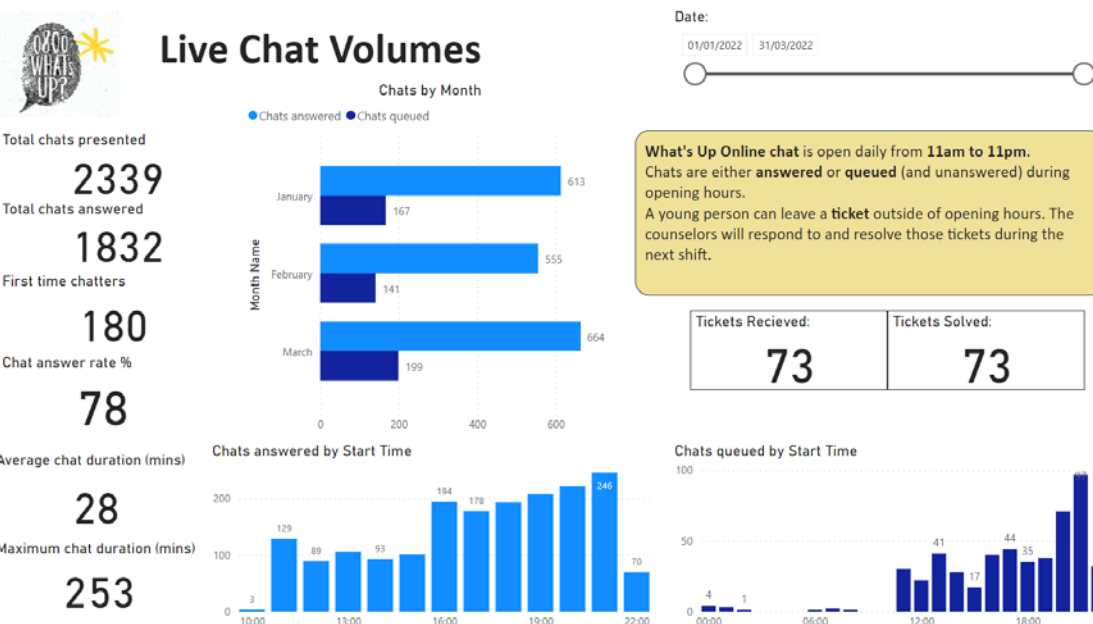 0800
WHATS
UP?
Live Chat Volumes
Date:
01/01/2022 31/03/2022
Total chats presented
2339
Total chats answered
1832
First time chatters
180
Chat answer rate %
78
Average chat duration (mins)
28
Maximum chat duration (mins)
253
Chats by Month
Chats answered Chats queued
Month Name
January
613
167
February
555
141
March
664
199
0 200 400 600
What's Up Online chat is open daily from 11am to 11pm.
Chats are either answered or queued (and unanswered) during
opening hours.
A young person can leave a ticket outside of opening hours. The
counselors will respond to and resolve those tickets during the
next shift.
Tickets Recieved:
73
Tickets Solved:
73
Chats answered by Start Time
200
100
0
3 129 89 93 194 178 246 70
10:00 13:00 16:00 19:00 22:00
Chats queued by Start Time
100
50
0
4 1 41 17 44 35 97
00:00 06:00 12:00 18:00